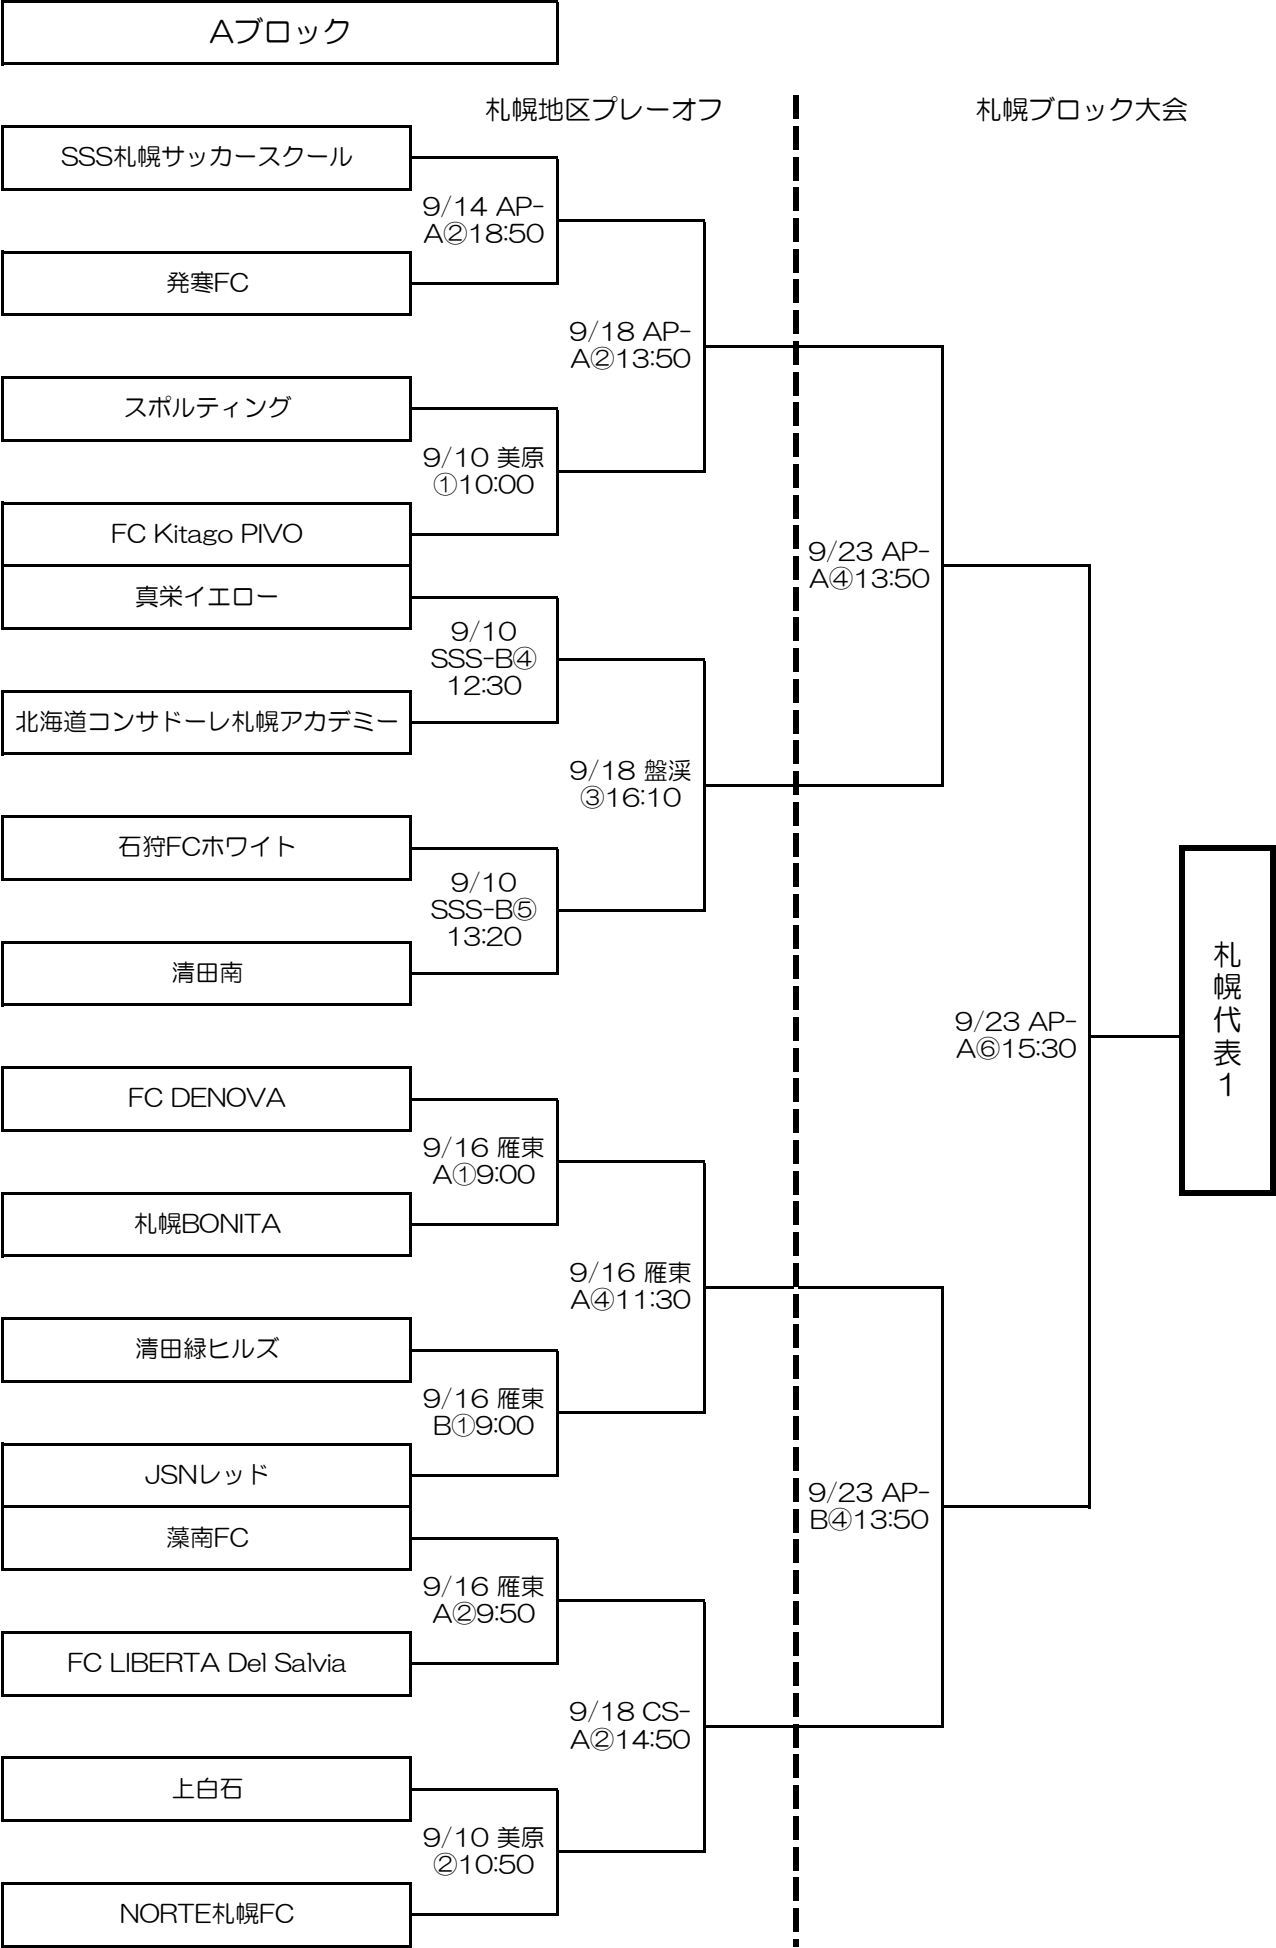 Aブロック
札幌地区プレーオフ
札幌ブロック大会
SSS札幌サッカースクール
9/14 AP-
A②18:50
発寒FC
9/18 AP-
A②13:50
スポルティング
9/10 美原
①10:00
FC Kitago PIVO
9/23 AP-
A④13:50
真栄イエロー
9/10
SSS-B④
12:30
北海道コンサドーレ札幌アカデミー
9/18 盤渓
③16:10
石狩FCホワイト
9/10
SSS-B⑤
13:20
清田南
9/23 AP-
A⑥15:30
札幌代表1
FC DENOVA
9/16 雁東
A①9:00
札幌BONITA
9/16 雁東
A④11:30
清田緑ヒルズ
9/16 雁東
B①9:00
JSNレッド
9/23 AP-
B④13:50
藻南FC
9/16 雁東
A②9:50
FC LIBERTA Del Salvia
9/18 CS-
A②14:50
上白石
9/10 美原
②10:50
NORTE札幌FC